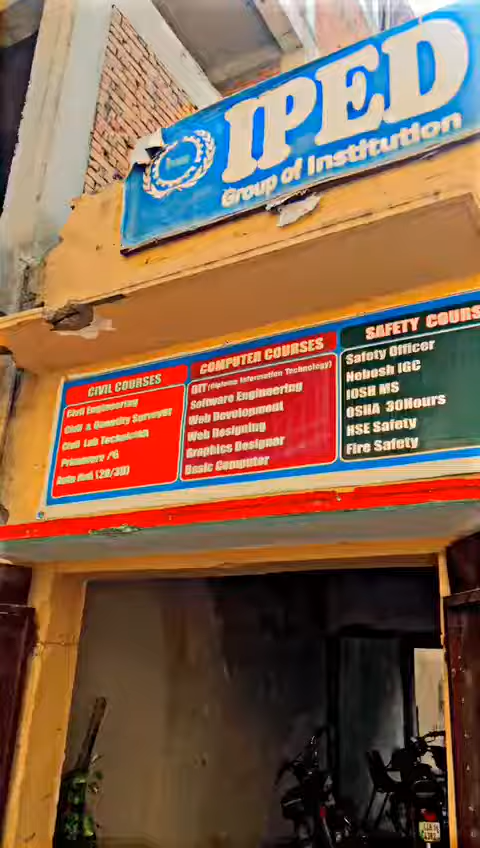 IPED
Group of Institution
CIVIL COURSES
Civil Engineering
Civil & Quantity Surveyor
Civil Lab Technician
Primavera /6
Auto Cad (2D/3D)
COMPUTER COURSES
DIT (Diploma Information Technology)
Software Engineering
Web Development
Web Designing
Graphics Designer
Basic Computer
SAFETY COURS
Safety Officer
Nebosh IGC
IOSH MS
OSHA 30Hours
HSE Safety
Fire Safety